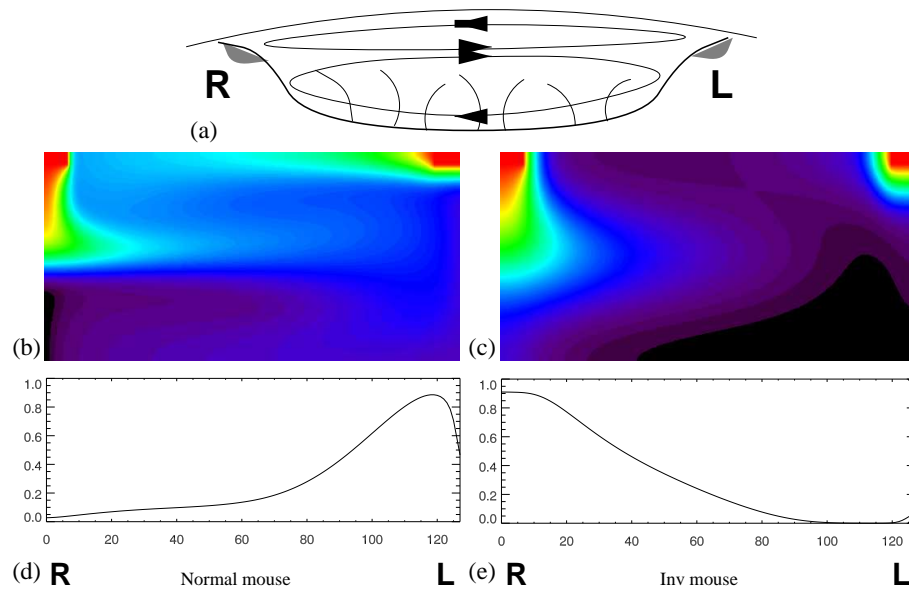 R L
(a)
(b) (c)
1.0 1.0
0.8 0.8
0.6 0.6
0.4 0.4
0.2 0.2
0.0 0.0
0 20 40 60 80 100 120 0 20 40 60 80 100 120
(d) R Normal mouse L (e) R Inv mouse L